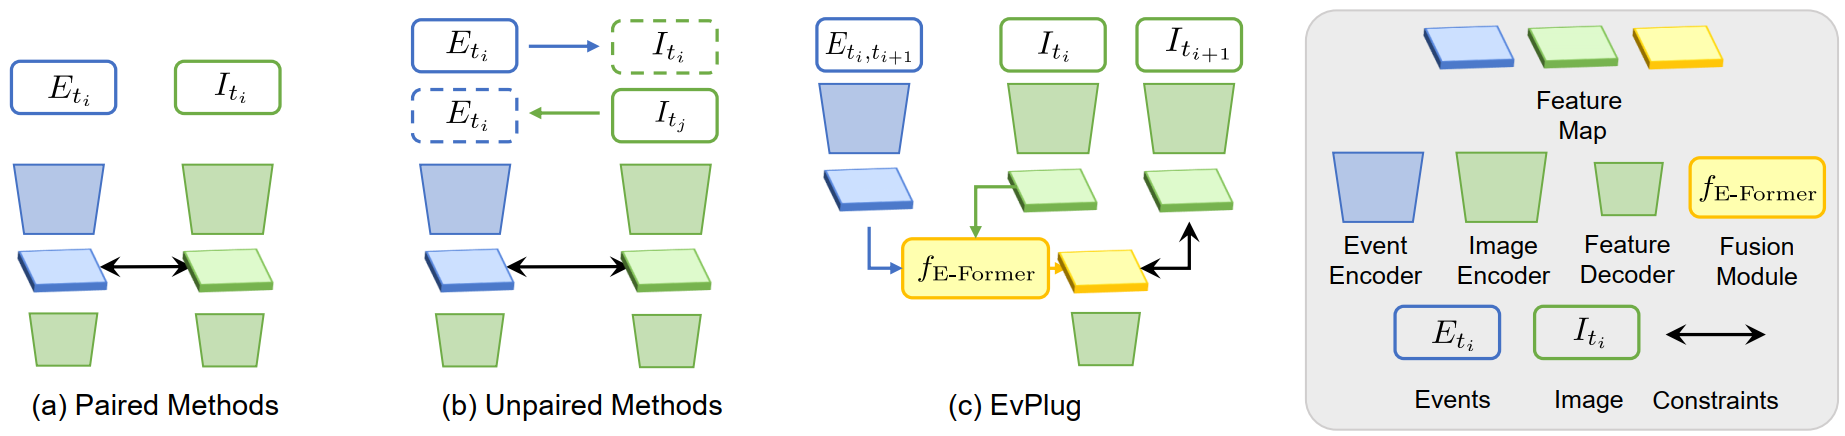 E_{t_i}
I_{t_i}
(a) Paired Methods
E_{t_i}
I_{t_i}
E_{t_i}
I_{t_j}
(b) Unpaired Methods
E_{t_i,t_{i+1}}
I_{t_i}
I_{t_{i+1}}
f_{E-Former}
(c) EvPlug
Feature
Map
f_{E-Former}
Event
Encoder
Image
Encoder
Feature
Decoder
Fusion
Module
E_{t_i}
I_{t_i}
Events
Image
Constraints